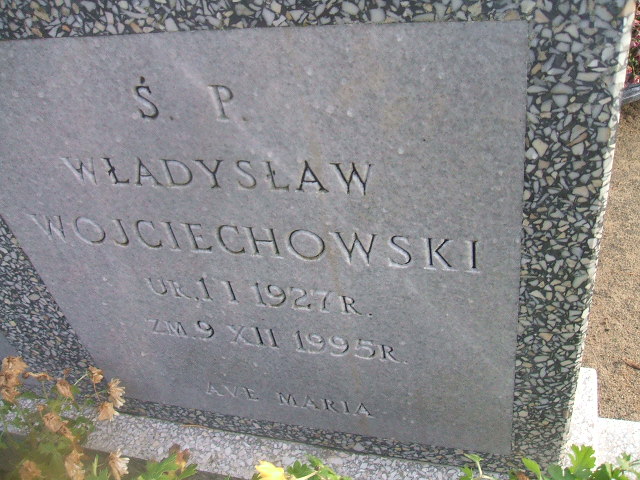 Ś. P.
WŁADYSŁAW
WOJCIECHOWSKI
UR. 1 I 1927 R.
ZM. 9 XII 1995 R.
AVE MARIA